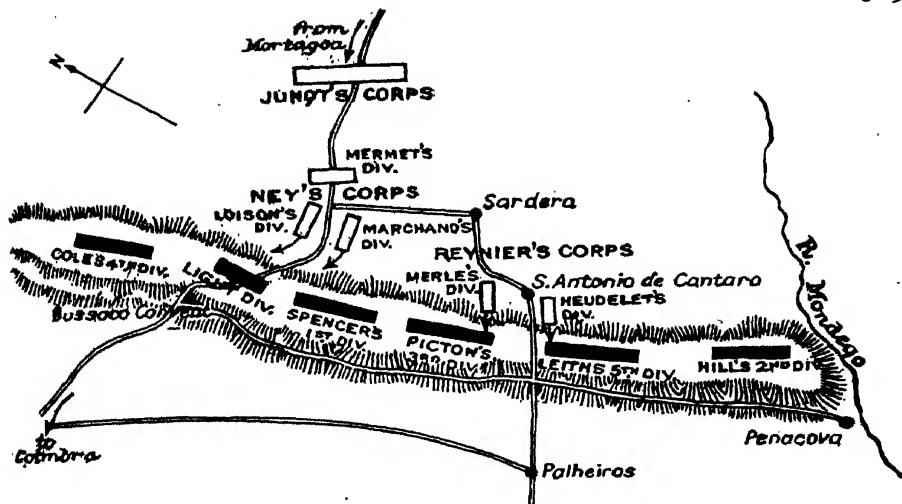 from
Mortagoa
N
JUNOT'S CORPS
MERMET'S
DIV.
NEY'S CORPS
LOISON'S
DIV.
MARCHAND'S
DIV.
Sardera
REYNIER'S CORPS
MERLE'S
DIV.
S. Antonio de Cantaro
HEUDELET'S
DIV.
R. Mondego
COLE'S 4TH DIV.
LIGHT DIV.
Bussaco Convent
SPENCER'S
1ST DIV.
PICTON'S
3RD DIV.
LEITH'S 5TH DIV.
HILL'S 2ND DIV
Penacova
to
Coimbra
Palheiros